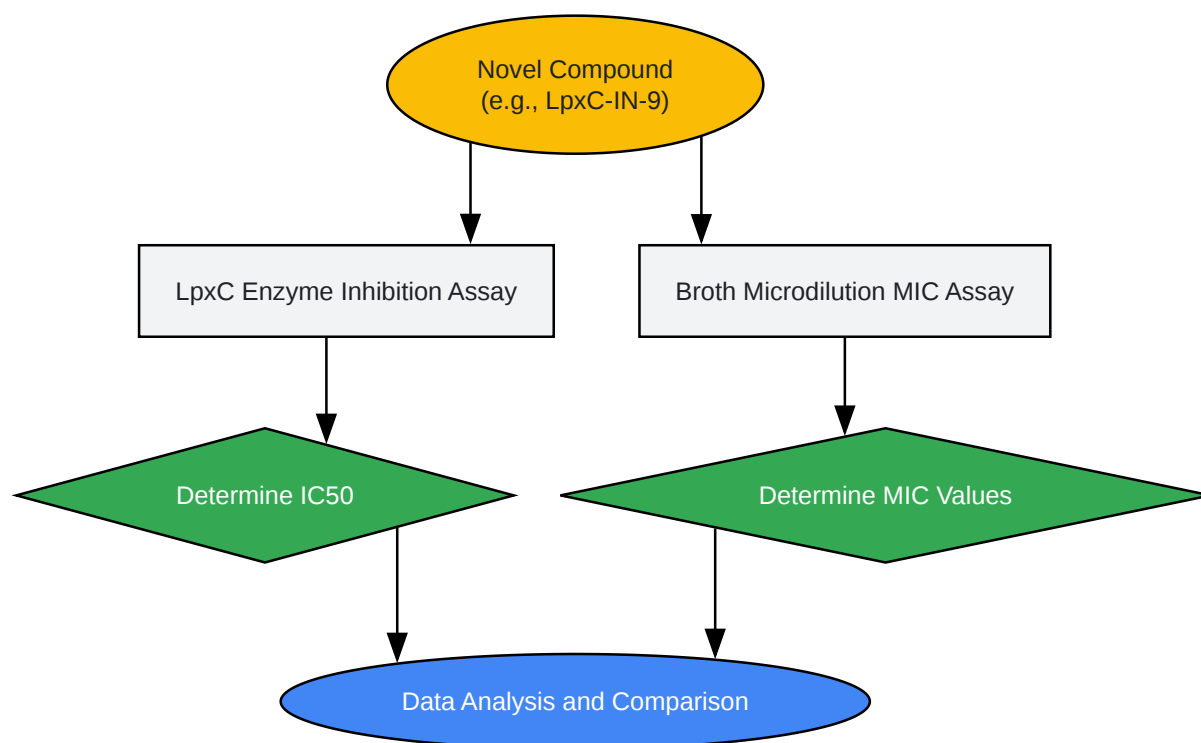 Novel Compound
(e.g., LpxC-IN-9)
LpxC Enzyme Inhibition Assay
Broth Microdilution MIC Assay
Determine IC50
Determine MIC Values
Data Analysis and Comparison